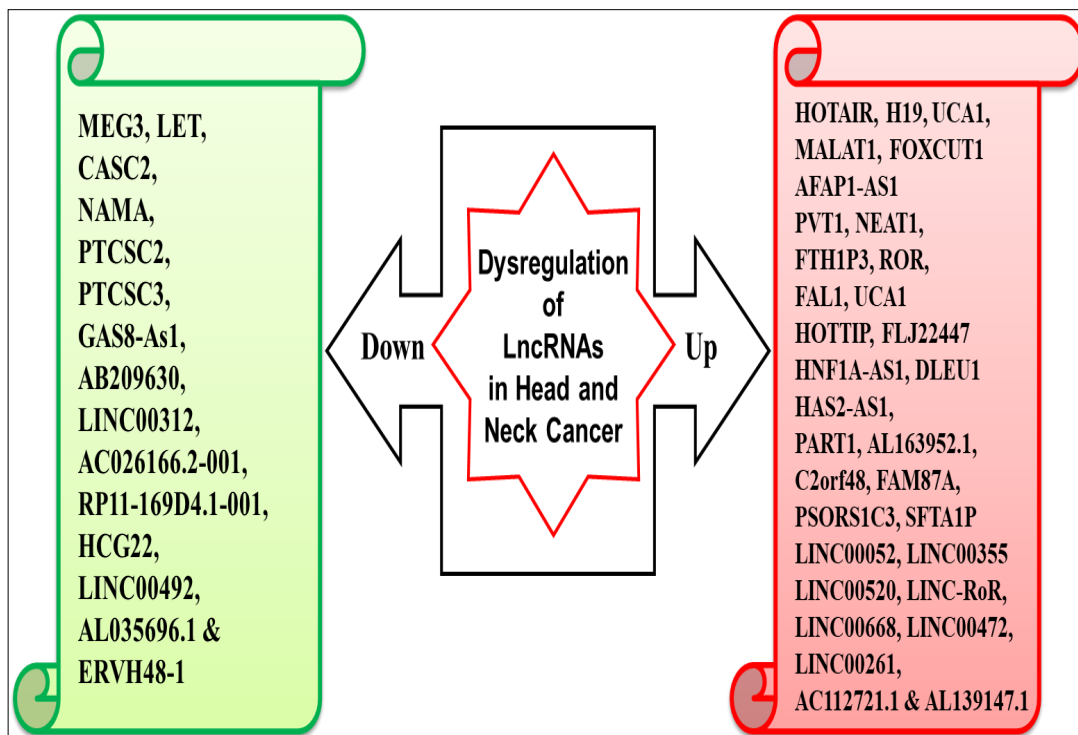 MEG3, LET,
CASC2,
NAMA,
PTCSC2,
PTCSC3,
GAS8-As1,
AB209630,
LINC00312,
AC026166.2-001,
RP11-169D4.1-001,
HCG22,
LINC00492,
AL035696.1 &
ERVH48-1
Down
Dysregulation
of
LncRNAs
in Head and
Neck Cancer
Up
HOTAIR, H19, UCA1,
MALAT1, FOXCUT1
AFAP1-AS1
PVT1, NEAT1,
FTH1P3, ROR,
FAL1, UCA1
HOTTIP, FLJ22447
HNF1A-AS1, DLEU1
HAS2-AS1,
PART1, AL163952.1,
C2orf48, FAM87A,
PSORS1C3, SFTA1P
LINC00052, LINC00355
LINC00520, LINC-RoR,
LINC00668, LINC00472,
LINC00261,
AC112721.1 & AL139147.1